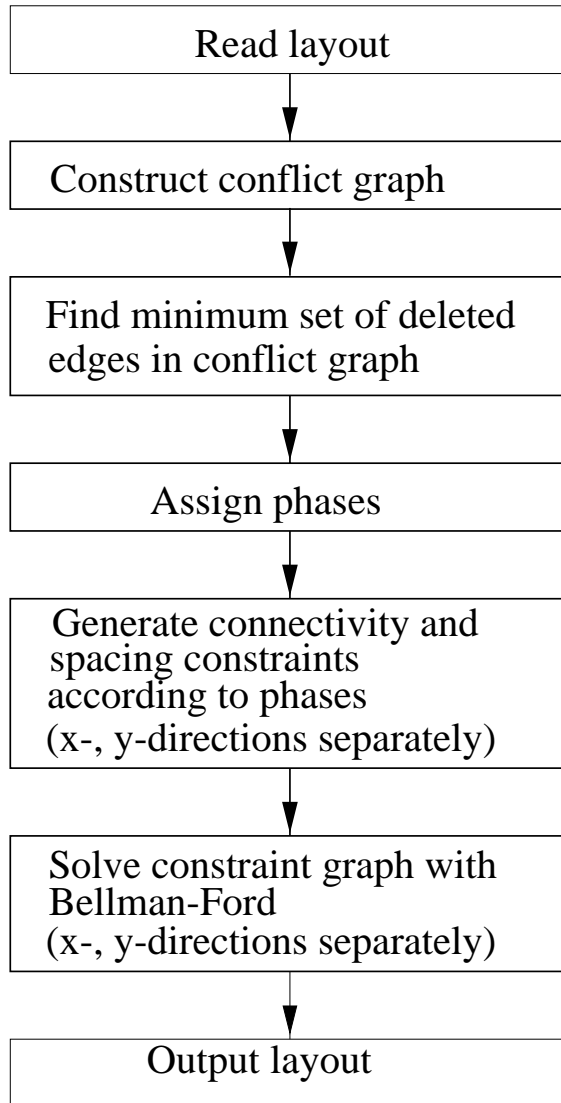 Read layout
Construct conflict graph
Find minimum set of deleted
edges in conflict graph
Assign phases
Generate connectivity and
spacing constraints
according to phases
(x-, y-directions separately)
Solve constraint graph with
Bellman-Ford
(x-, y-directions separately)
Output layout